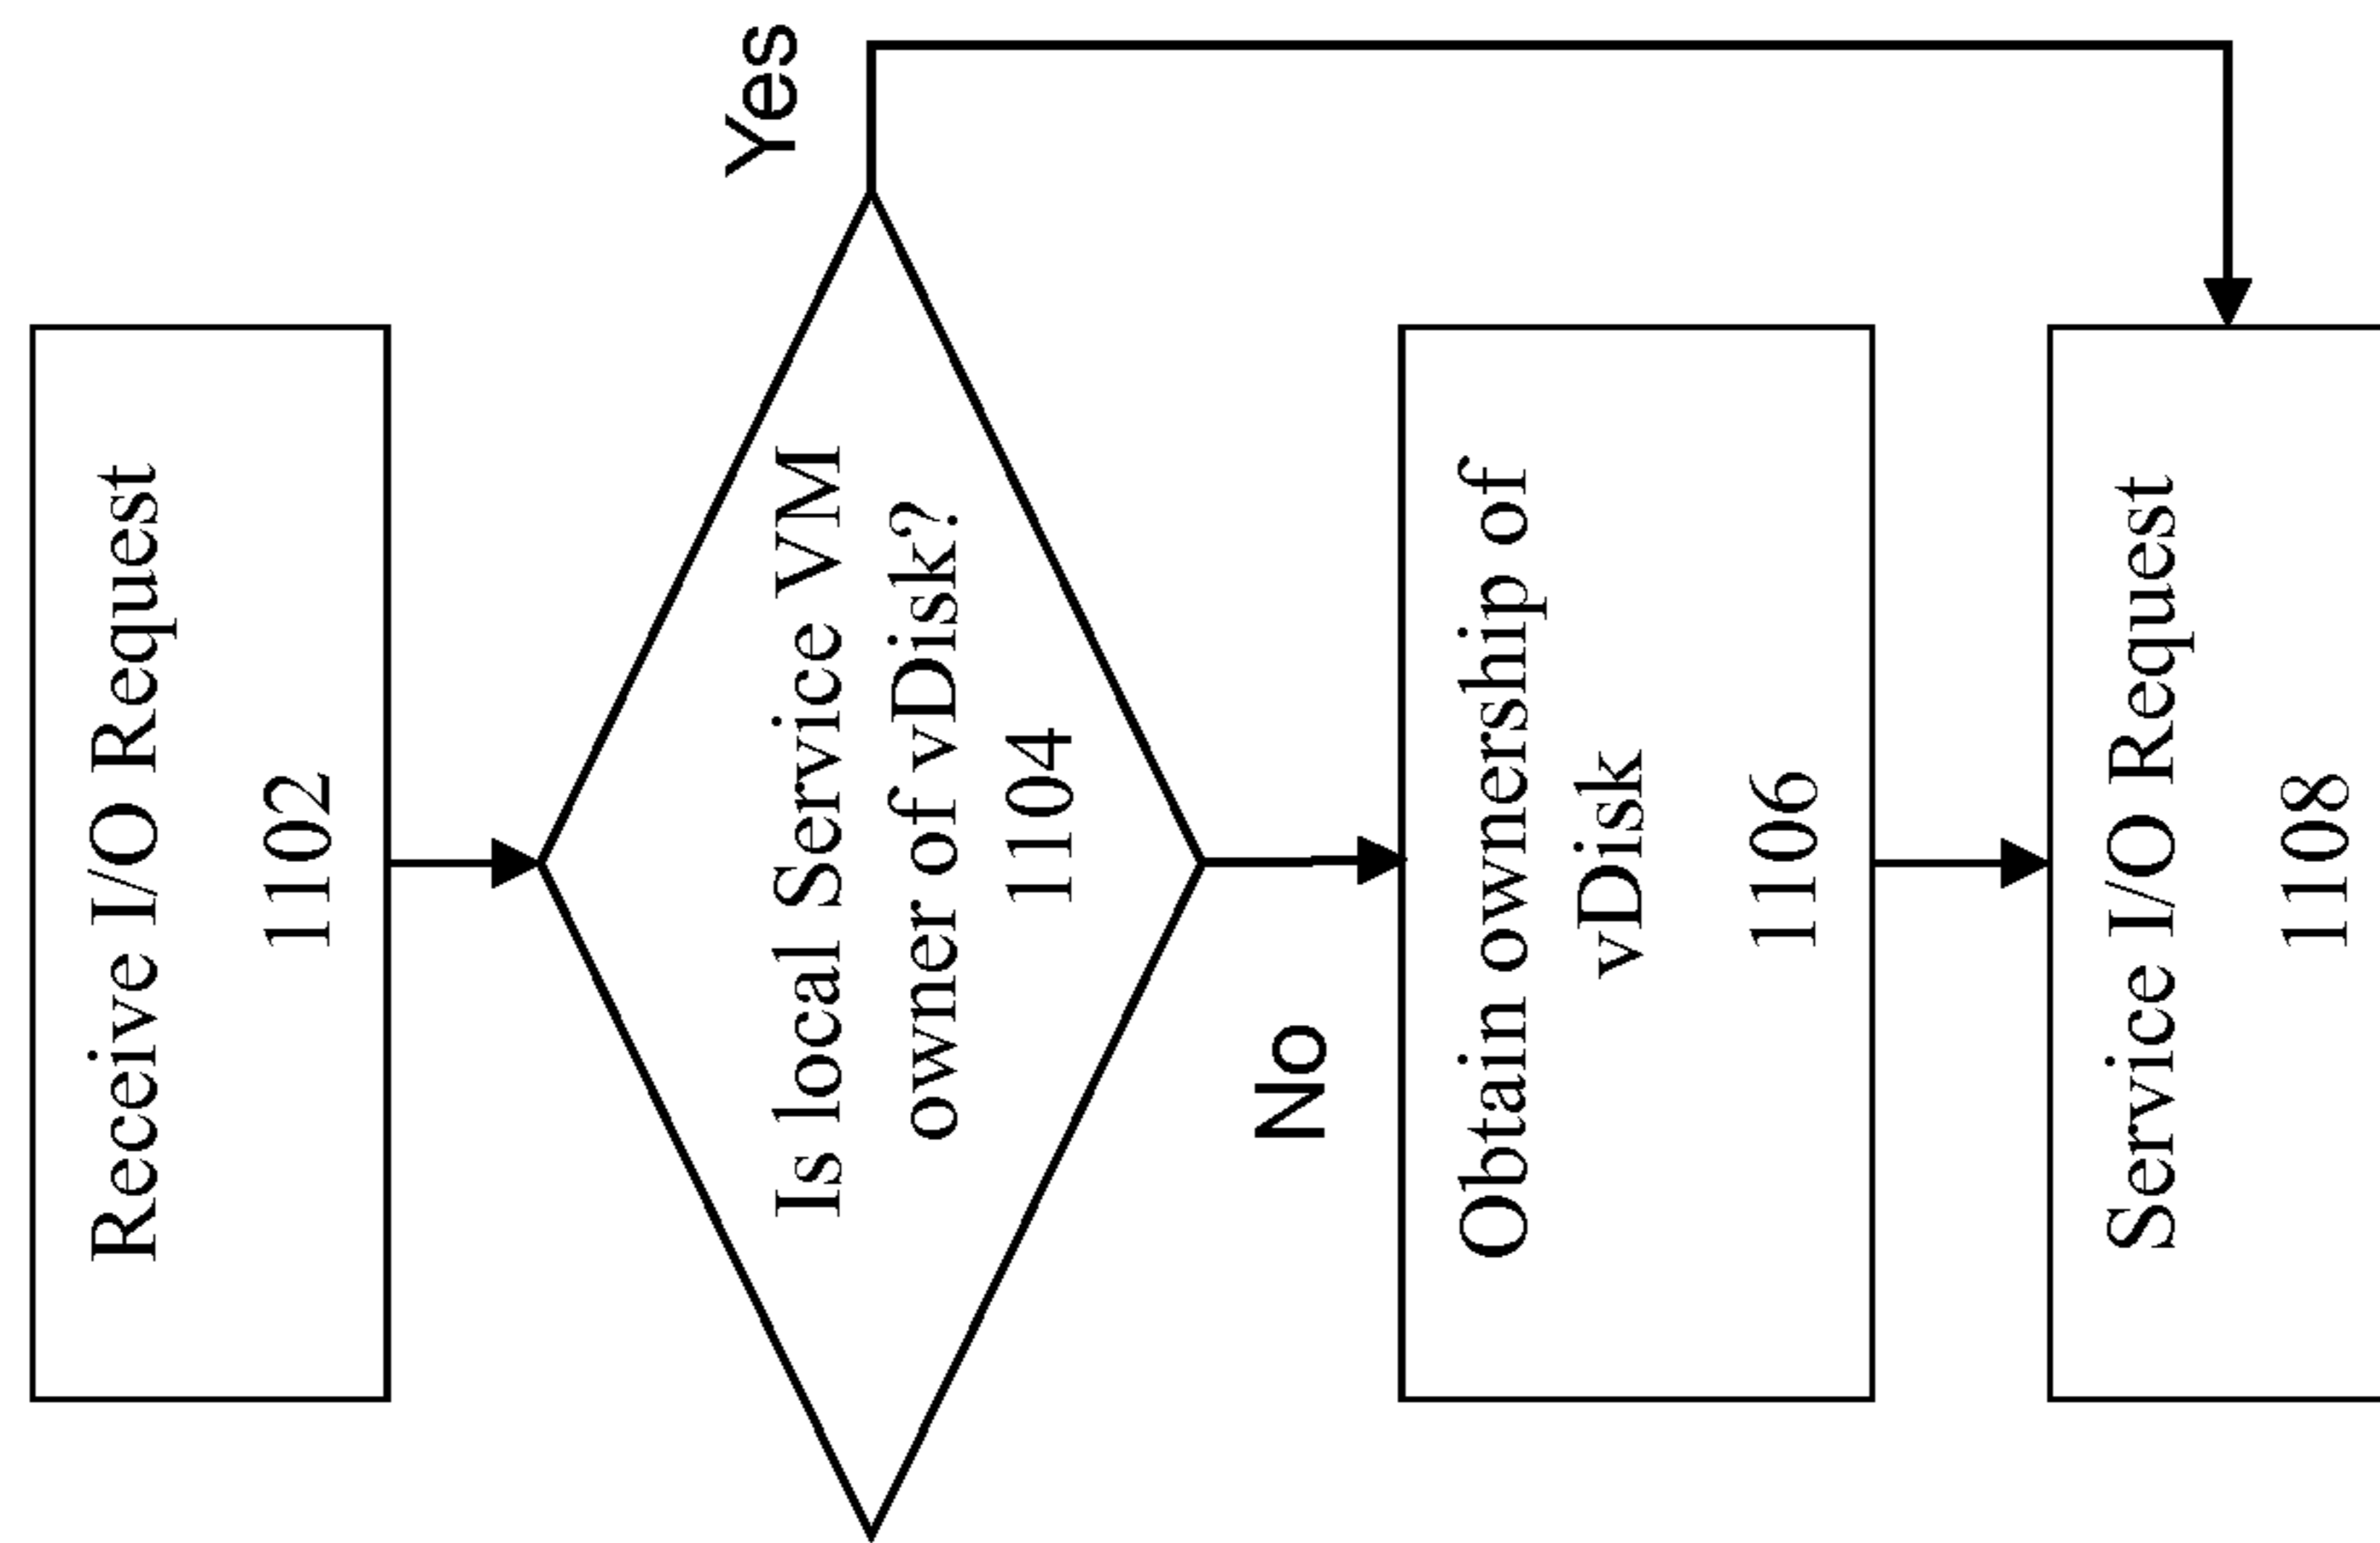 Receive I/O Request
1102
Yes
Is local Service VM
owner of vDisk?
1104
No
Obtain ownership of
vDisk
1106
Service I/O Request
1108